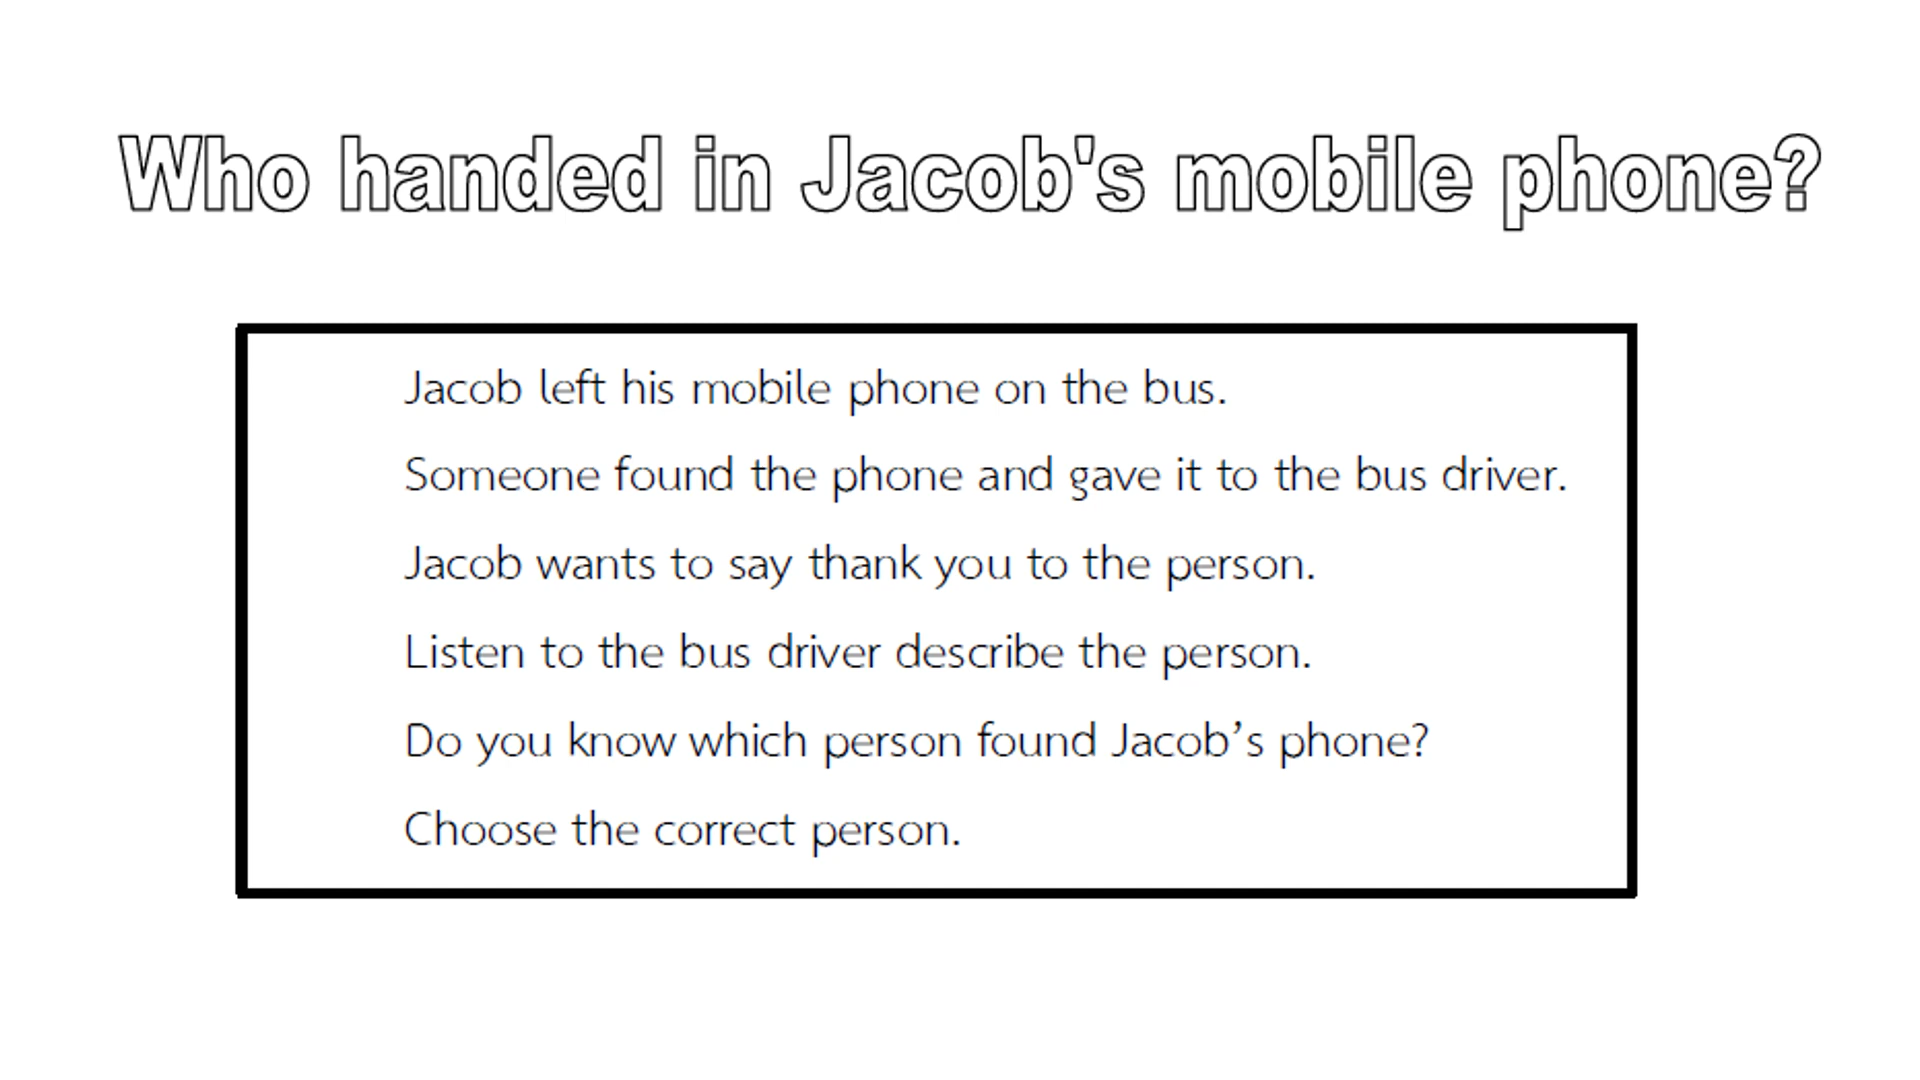 Who handed in Jacob's mobile phone?
Jacob left his mobile phone on the bus.
Someone found the phone and gave it to the bus driver.
Jacob wants to say thank you to the person.
Listen to the bus driver describe the person.
Do you know which person found Jacob’s phone?
Choose the correct person.